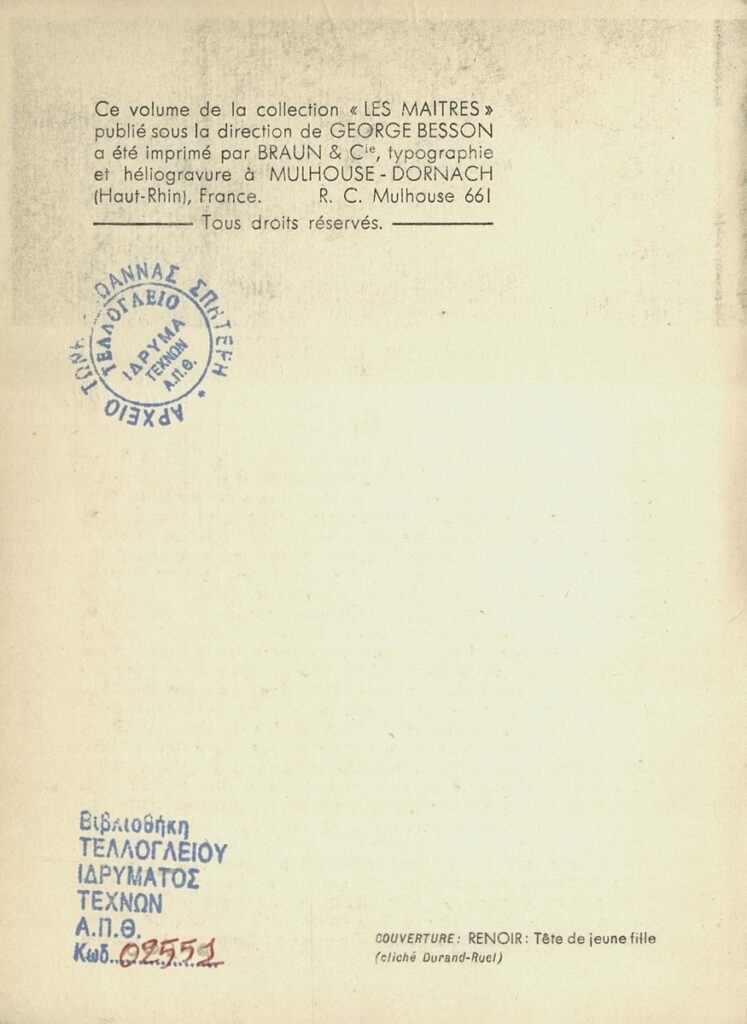 Ce volume de la collection « LES MAITRES »
publié sous la direction de GEORGE BESSON
a été imprimé par BRAUN & Cie, typographie
et héliogravure à MULHOUSE - DORNACH
(Haut-Rhin), France. R. C. Mulhouse 661
Tous droits réservés.
ΑΡΧΕΙΟ ΤΩΝΗ ΙΩΑΝΝΑΣ ΣΠΗΤΕΡΗ *
ΤΕΛΛΟΓΛΕΙΟ
ΙΔΡΥΜΑ
ΤΕΧΝΩΝ
Α.Π.Θ.
Βιβλιοθήκη
ΤΕΛΛΟΓΛΕΙΟΥ
ΙΔΡΥΜΑΤΟΣ
ΤΕΧΝΩΝ
Α.Π.Θ.
Κωδ. 02551
COUVERTURE : RENOIR : Tête de jeune fille
(cliché Durand-Ruel)